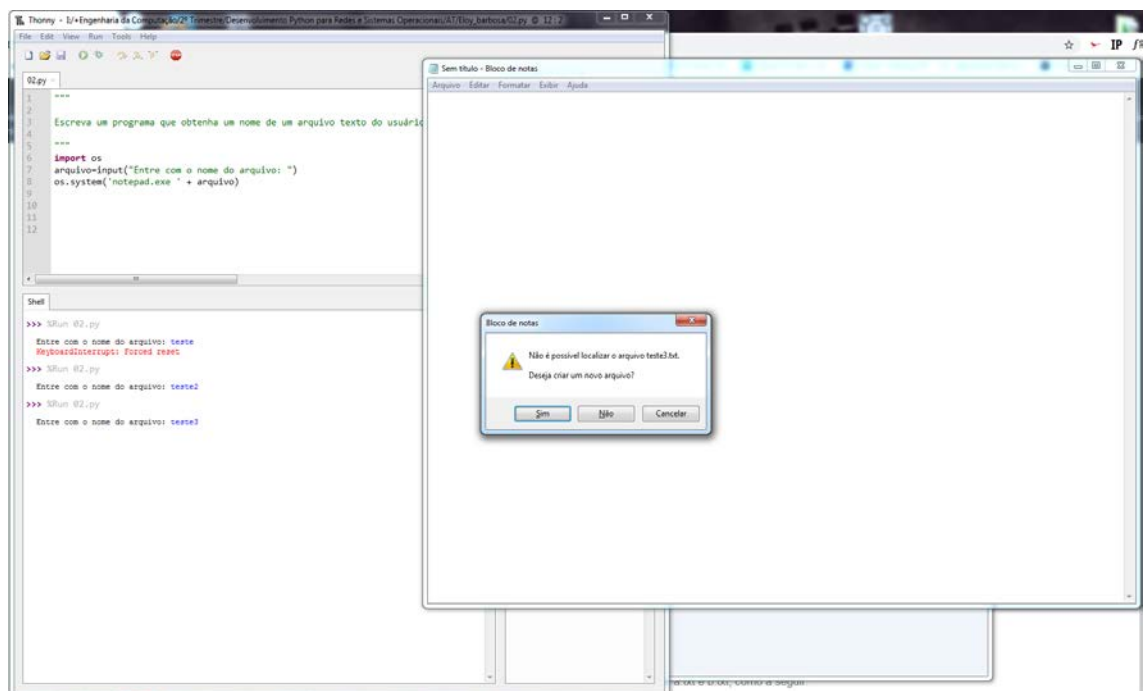 Thonny - I:/+Engenharia da Computação/2º Trimestre/Desenvolvimento Python para Redes e Sistemas Operacionais/AT/Eloy_barbosa/02.py @ 12:2
File Edit View Run Tools Help
IP
02.py
1 """
2
3 Escreva um programa que obtenha um nome de um arquivo texto do usuário
4
5 """
6 import os
7 arquivo=input("Entre com o nome do arquivo: ")
8 os.system('notepad.exe ' + arquivo)
9
10
11
12
Shell
>>> %Run 02.py
Entre com o nome do arquivo: teste
KeyboardInterrupt: Forced reset
>>> %Run 02.py
Entre com o nome do arquivo: teste2
>>> %Run 02.py
Entre com o nome do arquivo: teste3
Sem título - Bloco de notas
Arquivo Editar Formatar Exibir Ajuda
Bloco de notas
Não é possível localizar o arquivo teste3.txt.
Deseja criar um novo arquivo?
Sim Não Cancelar
a.txt e b.txt, como a seguir